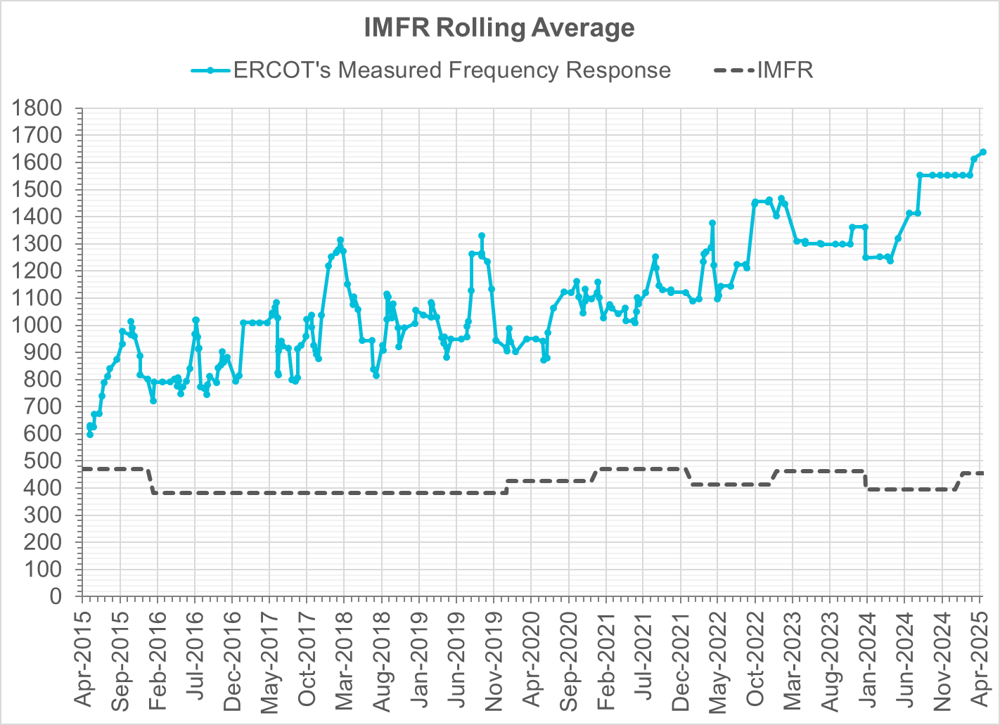 IMFR Rolling Average
ERCOT's Measured Frequency Response IMFR
1800
1700
1600
1500
1400
1300
1200
1100
1000
900
800
700
600
500
400
300
200
100
0
Apr-2015
Sep-2015
Feb-2016
Jul-2016
Dec-2016
May-2017
Oct-2017
Mar-2018
Aug-2018
Jan-2019
Jun-2019
Nov-2019
Apr-2020
Sep-2020
Feb-2021
Jul-2021
Dec-2021
May-2022
Oct-2022
Mar-2023
Aug-2023
Jan-2024
Jun-2024
Nov-2024
Apr-2025